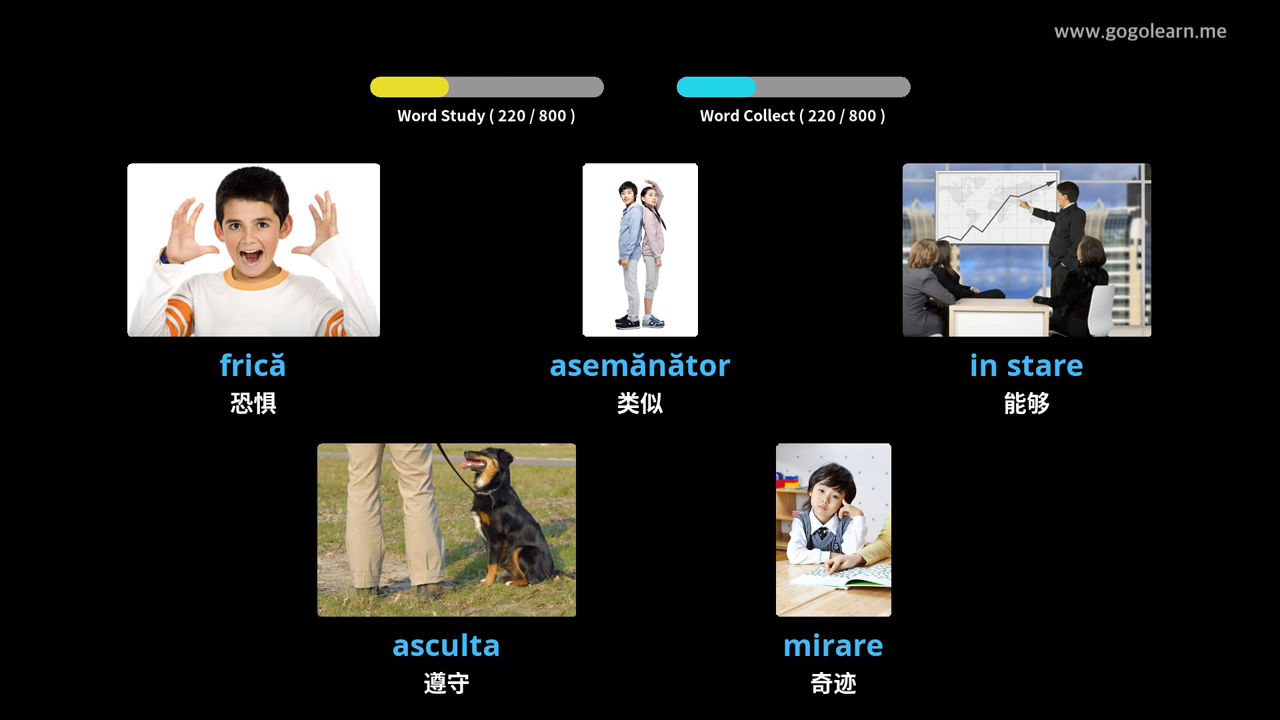 www.gogolearn.me
Word Study ( 220 / 800 )
Word Collect ( 220 / 800 )
frică
恐惧
asemănător
类似
in stare
能够
asculta
遵守
mirare
奇迹